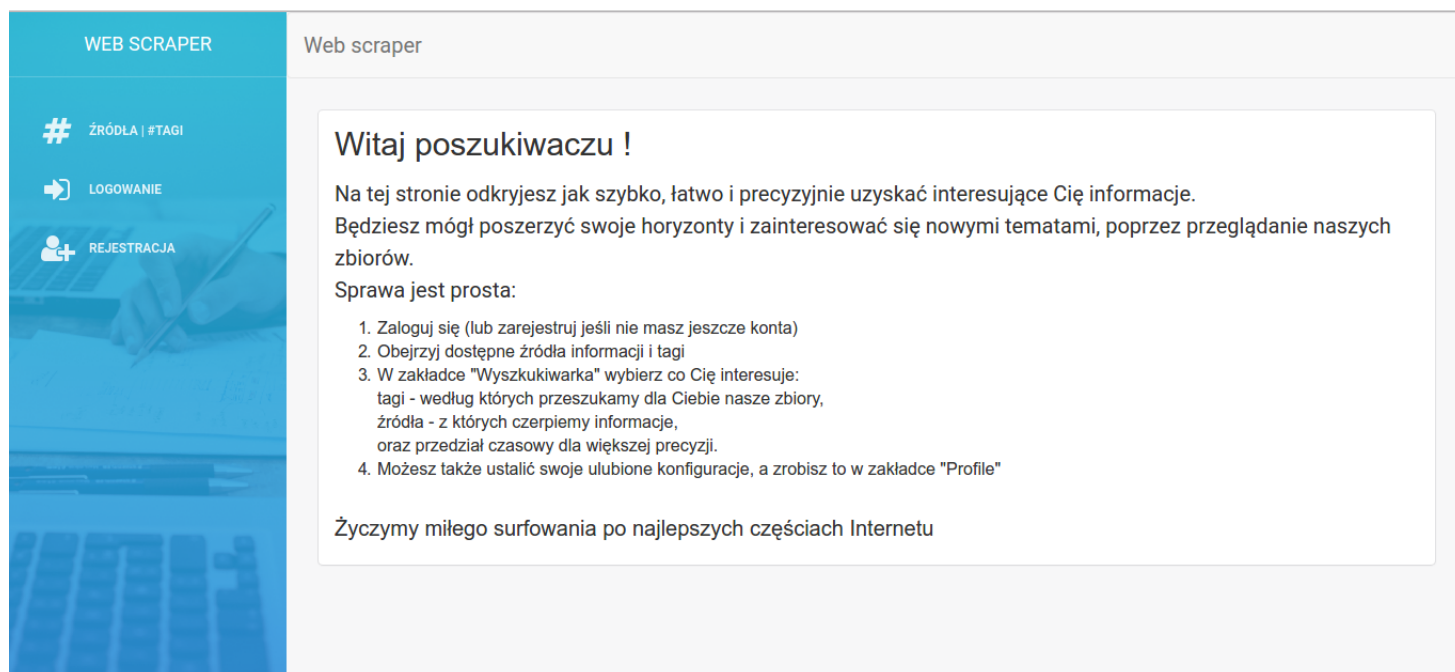 WEB SCRAPER
ŹRÓDŁA | #TAGI
LOGOWANIE
REJESTRACJA
Web scraper
Witaj poszukiwaczu !
Na tej stronie odkryjesz jak szybko, łatwo i precyzyjnie uzyskać interesujące Cię informacje.
Będziesz mógł poszerzyć swoje horyzonty i zainteresować się nowymi tematami, poprzez przeglądanie naszych
zbiorów.
Sprawa jest prosta:
1. Zaloguj się (lub zarejestruj jeśli nie masz jeszcze konta)
2. Obejrzyj dostępne źródła informacji i tagi
3. W zakładce "Wyszkukiwarka" wybierz co Cię interesuje:
tagi - według których przeszukamy dla Ciebie nasze zbiory,
źródła - z których czerpiemy informacje,
oraz przedział czasowy dla większej precyzji.
4. Możesz także ustalić swoje ulubione konfiguracje, a zrobisz to w zakładce "Profile"
Życzymy miłego surfowania po najlepszych częściach Internetu